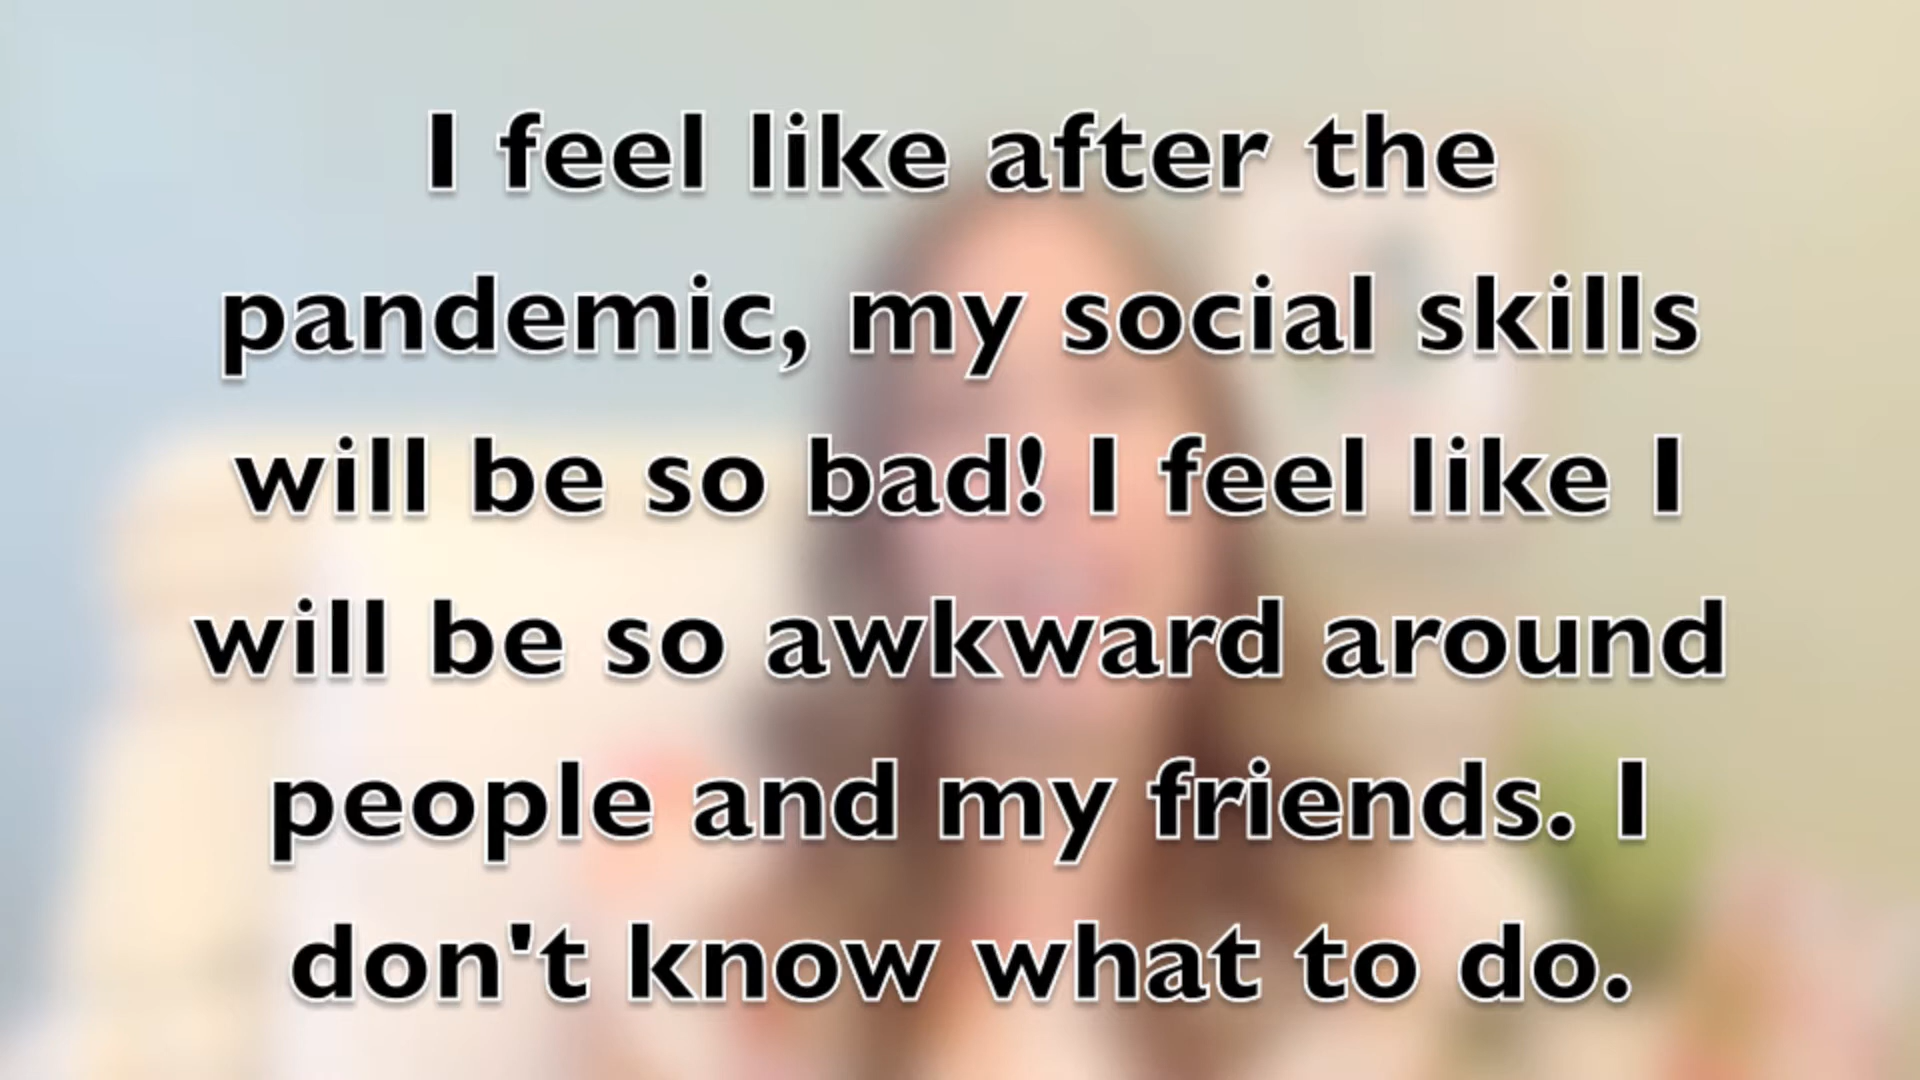 I feel like after the
pandemic, my social skills
will be so bad! I feel like I
will be so awkward around
people and my friends. I
don't know what to do.